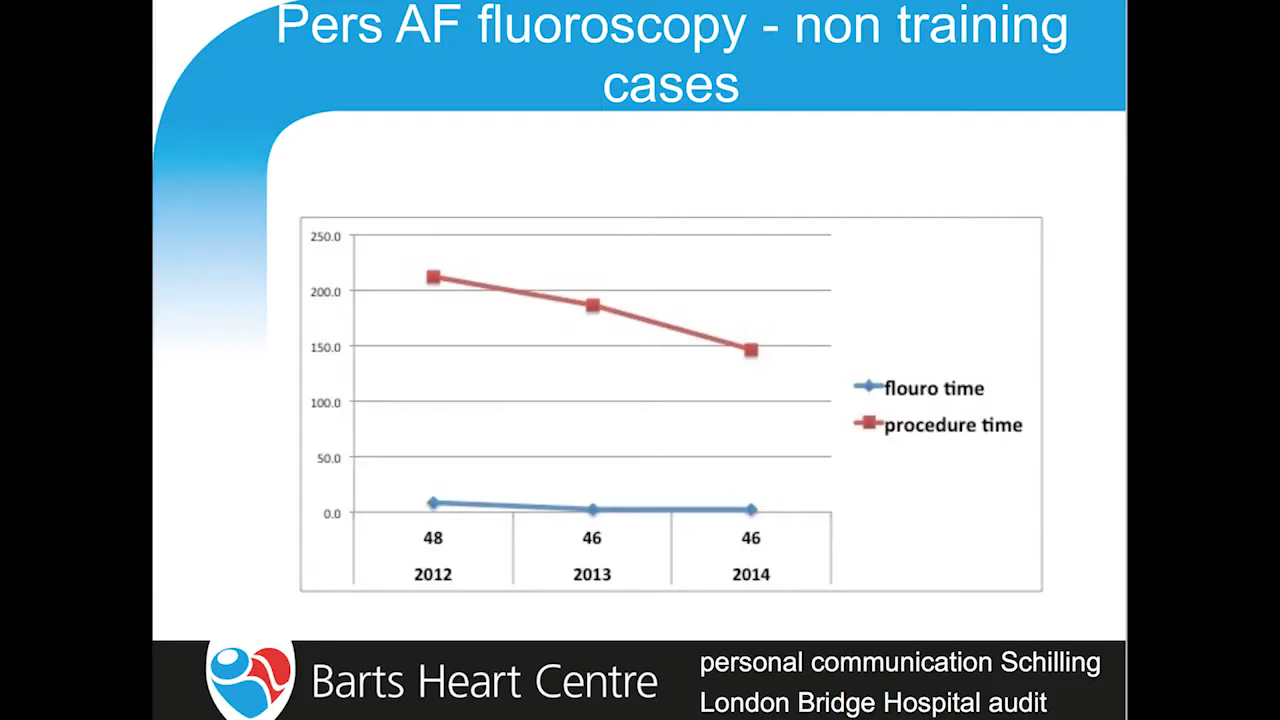 Pers AF fluoroscopy - non training
cases
250.0
200.0
150.0
100.0
50.0
0.0
48
46
46
2012
2013
2014
flouro time
procedure time
Barts Heart Centre
personal communication Schilling
London Bridge Hospital audit